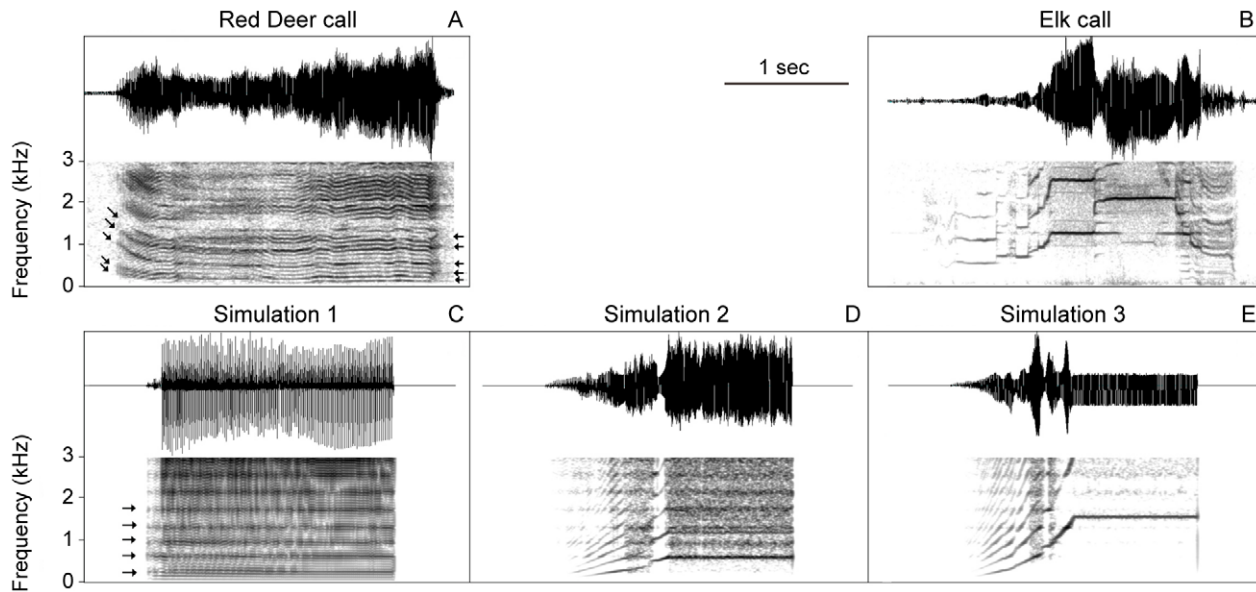 Red Deer call A
Elk call B
1 sec
Frequency (kHz)
3
2
1
0
Simulation 1 C
Simulation 2 D
Simulation 3 E
Frequency (kHz)
3
2
1
0